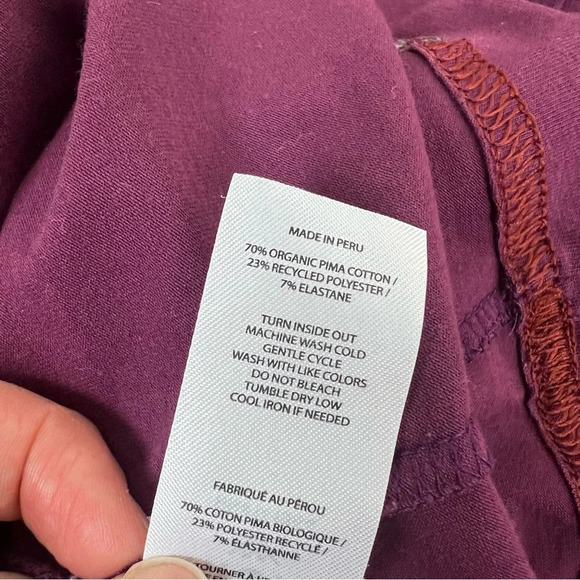 MADE IN PERU
70% ORGANIC PIMA COTTON /
23% RECYCLED POLYESTER /
7% ELASTANE
TURN INSIDE OUT
MACHINE WASH COLD
GENTLE CYCLE
WASH WITH LIKE COLORS
DO NOT BLEACH
TUMBLE DRY LOW
COOL IRON IF NEEDED
FABRIQUÉ AU PÉROU
70% COTON PIMA BIOLOGIQUE /
23% POLYESTER RECYCLÉ /
7% ÉLASTHANNE
TOURNER À